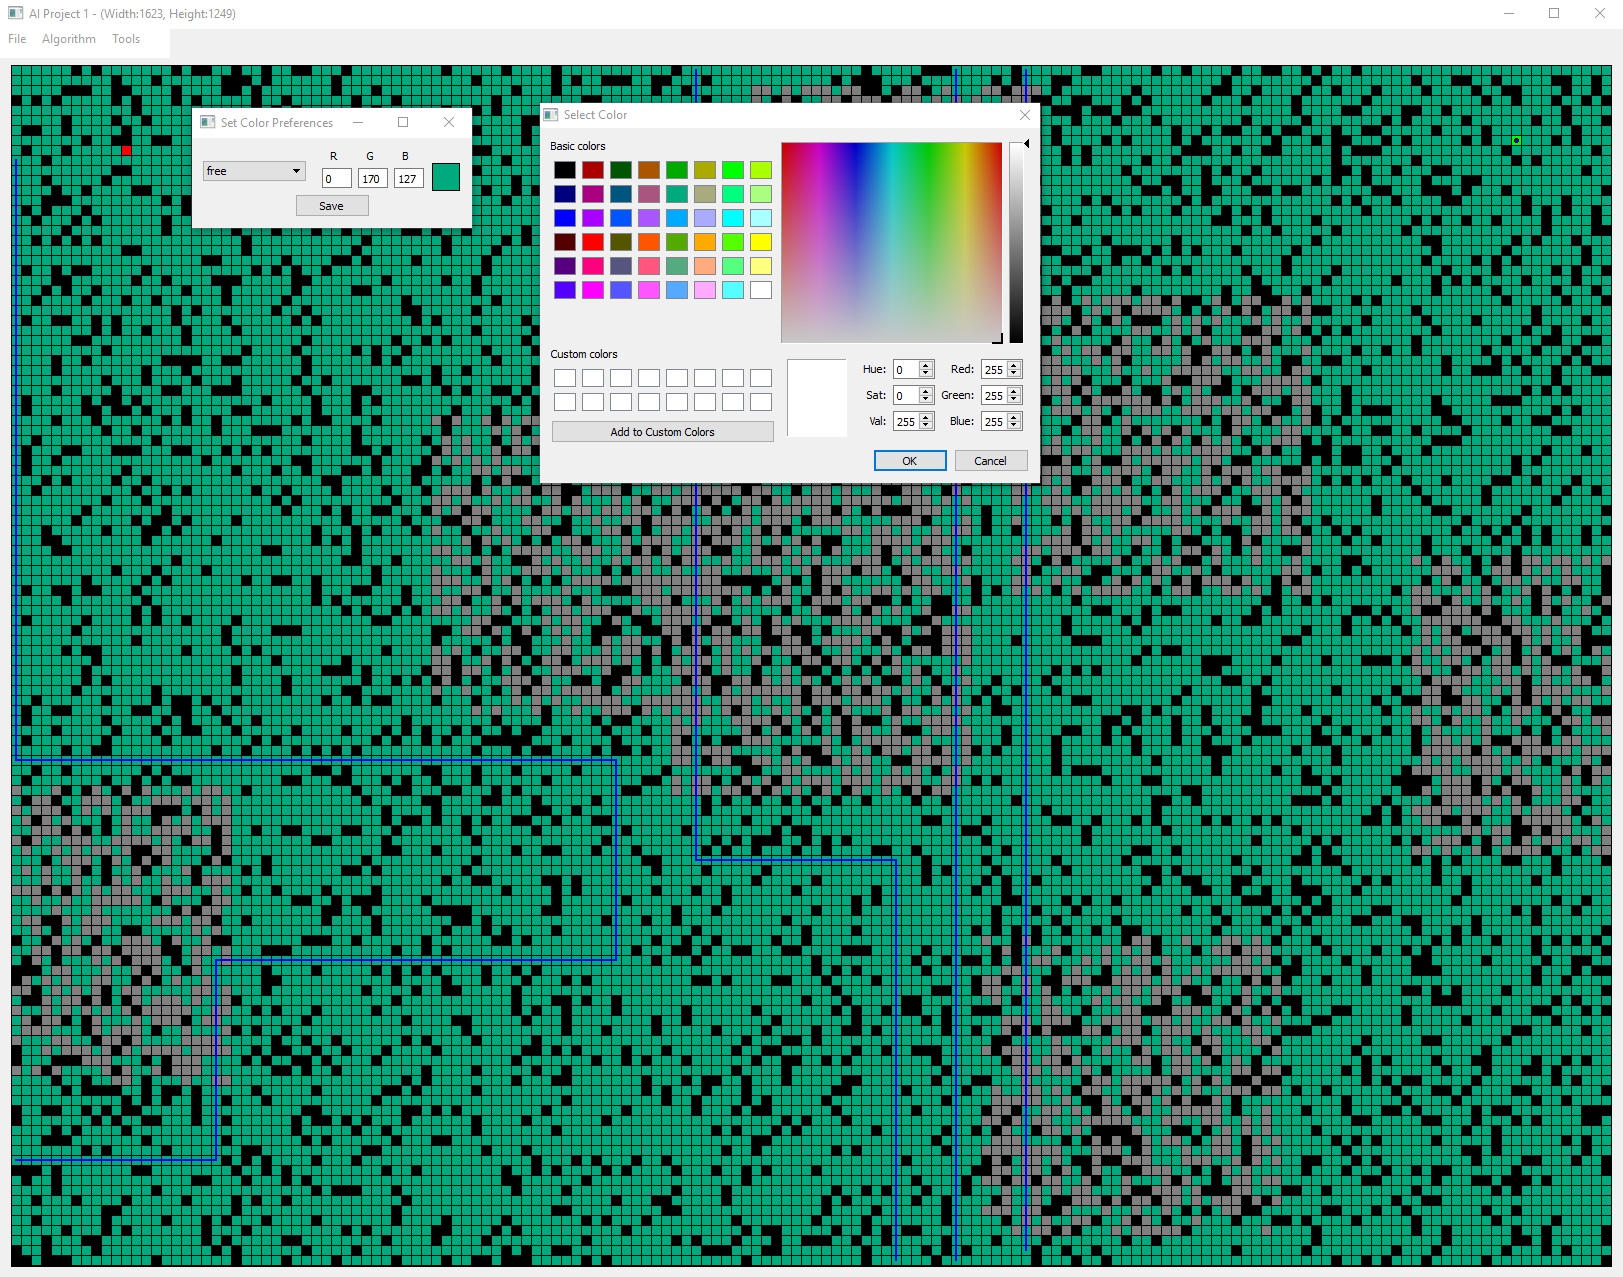 AI Project 1 - (Width:1623, Height:1249)
File Algorithm Tools
Set Color Preferences
R G B
free 0 170 127
Save
Select Color
Basic colors
Custom colors
Add to Custom Colors
Hue: 0 Red: 255
Sat: 0 Green: 255
Val: 255 Blue: 255
OK Cancel